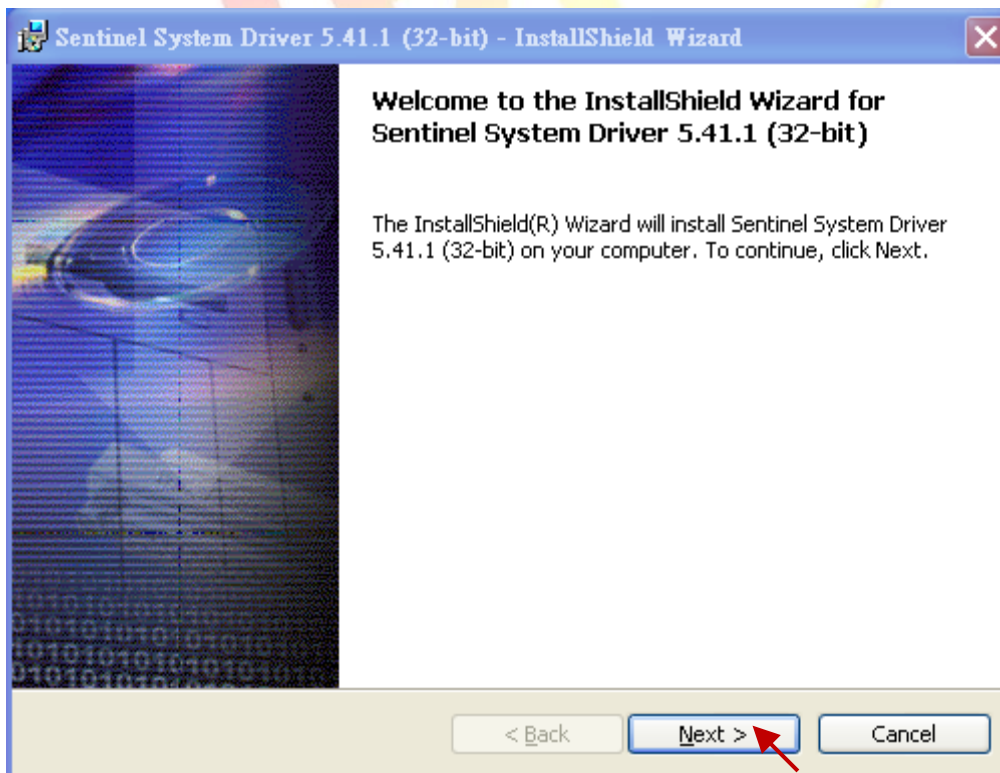 Sentinel System Driver 5.41.1 (32-bit) - InstallShield Wizard
Welcome to the InstallShield Wizard for
Sentinel System Driver 5.41.1 (32-bit)
The InstallShield(R) Wizard will install Sentinel System Driver
5.41.1 (32-bit) on your computer. To continue, click Next.
< Back
Next >
Cancel